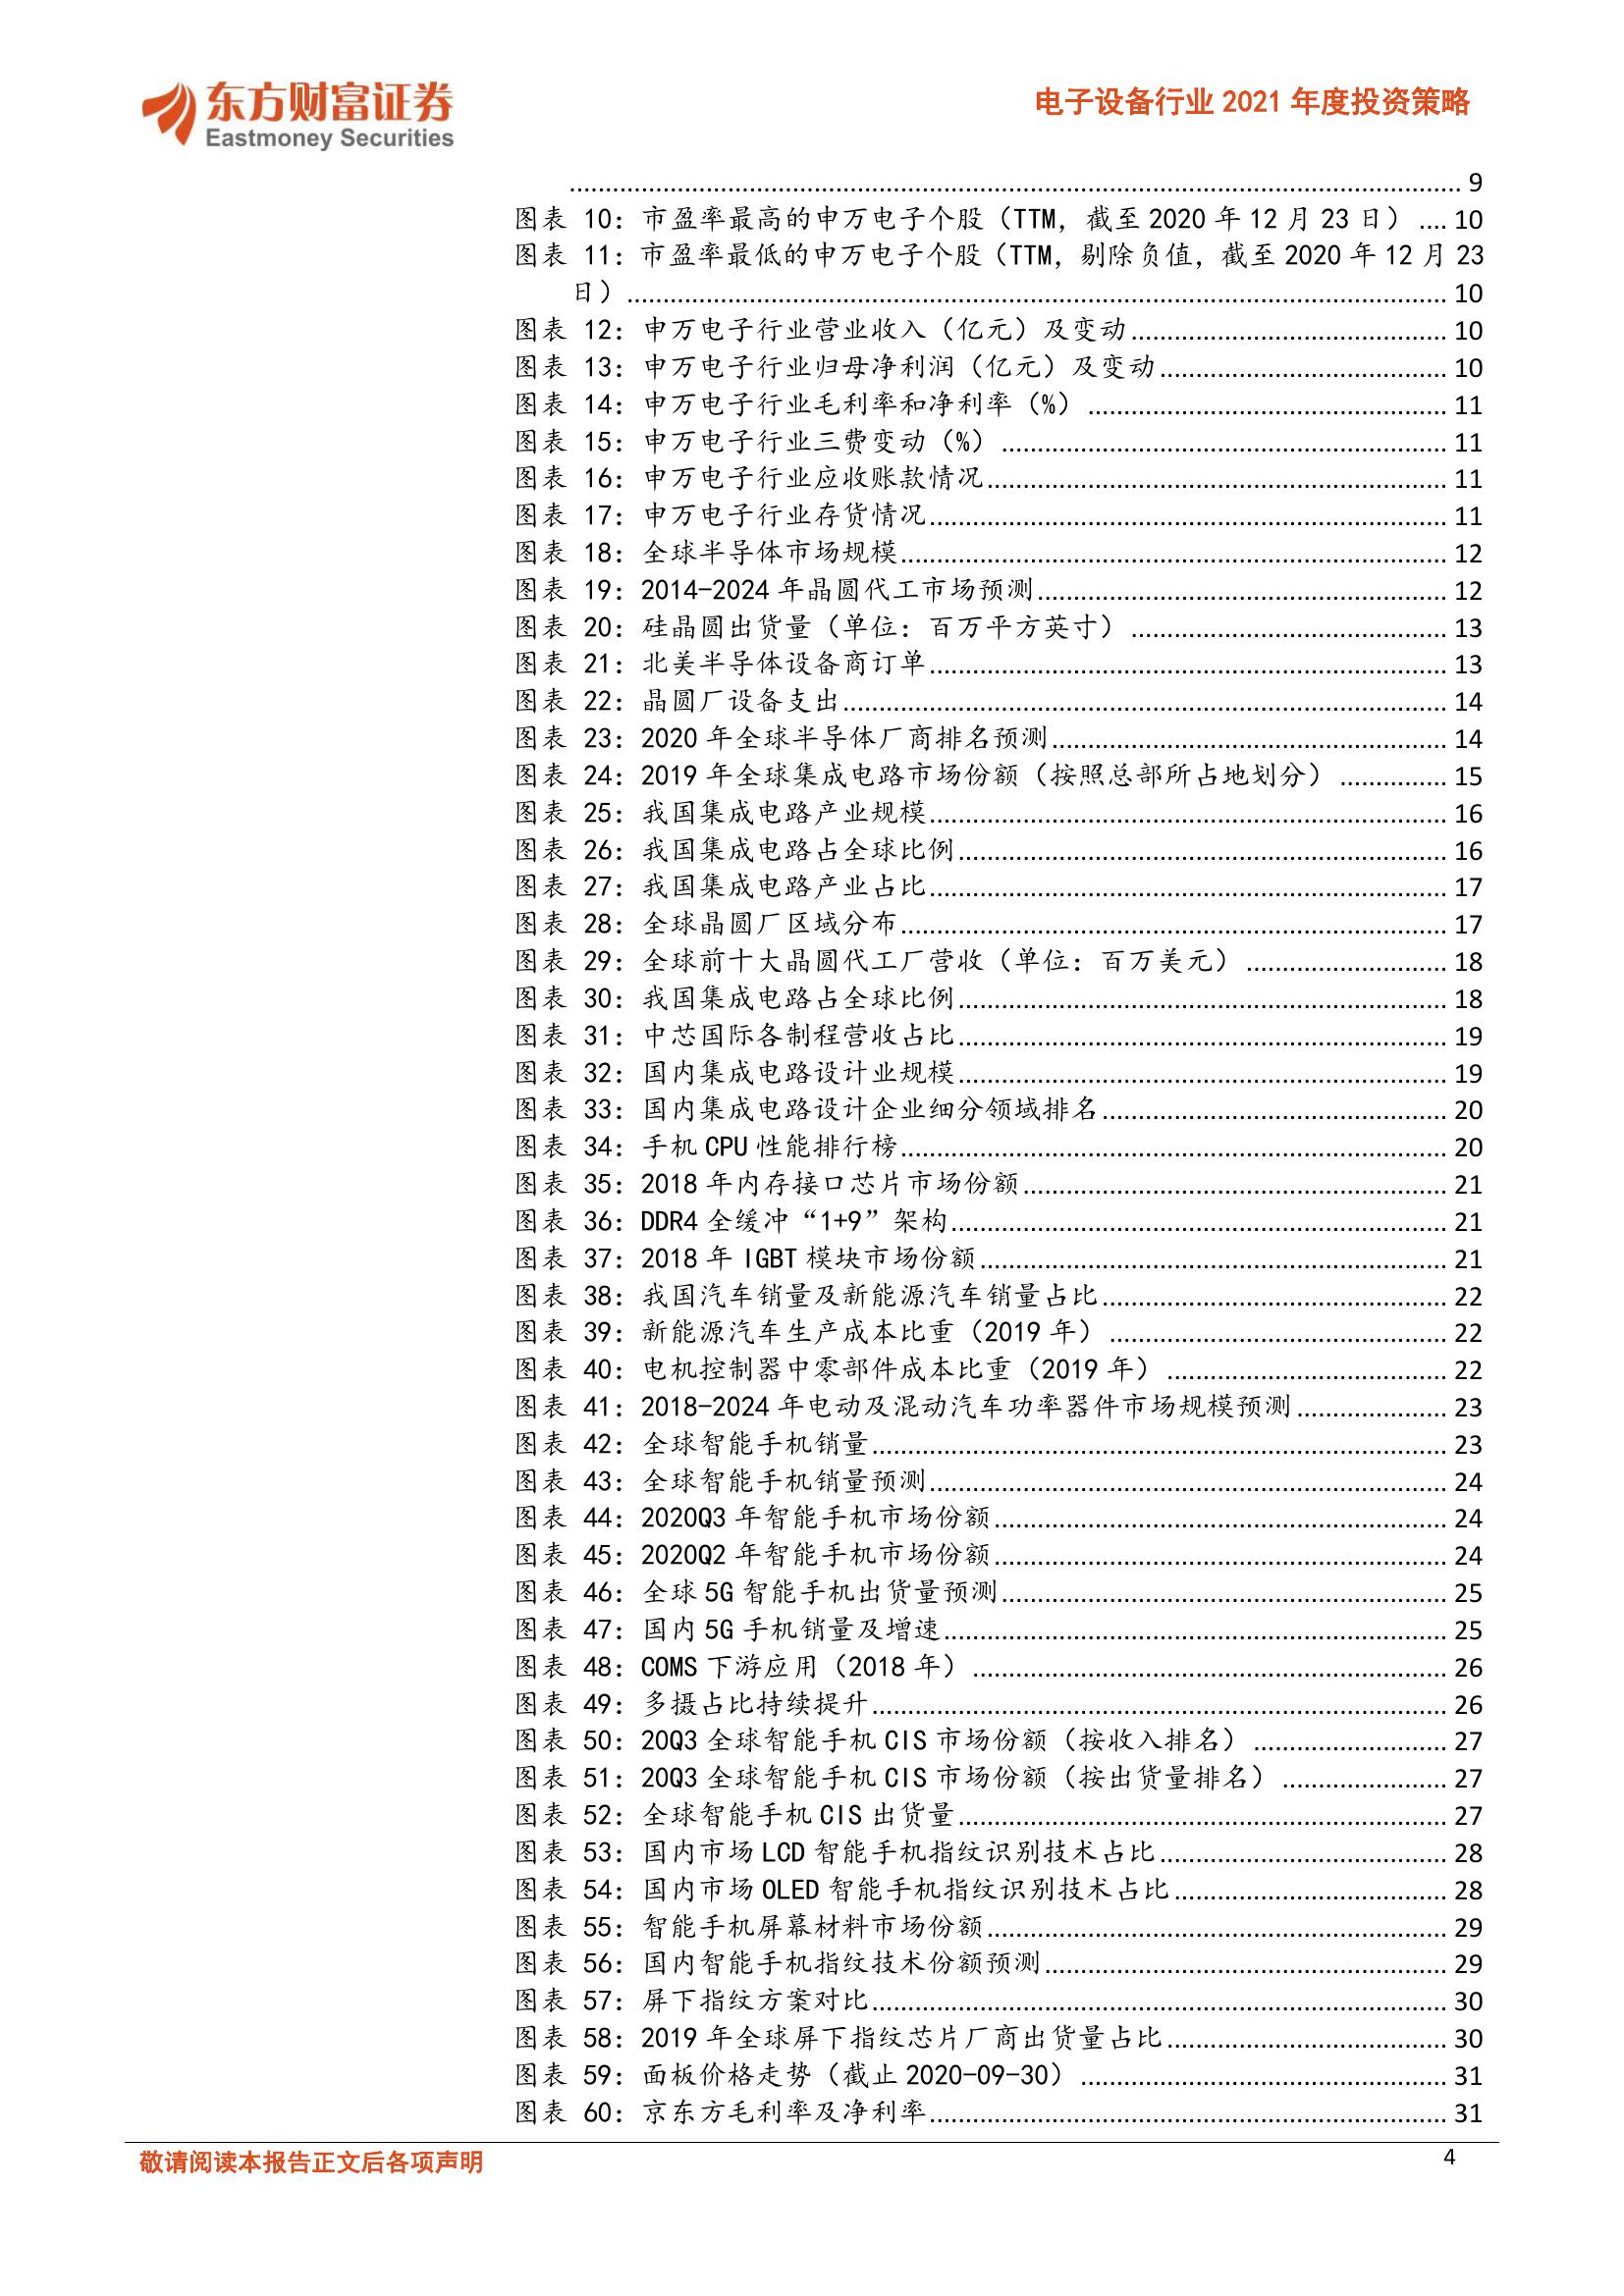 东方财富证券
Eastmoney Securities
电子设备行业 2021 年度投资策略
............................................................ 9
图表 10：市盈率最高的申万电子个股（TTM，截至 2020 年 12 月 23 日） .... 10
图表 11：市盈率最低的申万电子个股（TTM，剔除负值，截至 2020 年 12 月 23
日） ............................................................ 10
图表 12：申万电子行业营业收入（亿元）及变动 ........................ 10
图表 13：申万电子行业归母净利润（亿元）及变动 ........................ 10
图表 14：申万电子行业毛利率和净利率（%） ........................ 11
图表 15：申万电子行业三费变动（%） ........................ 11
图表 16：申万电子行业应收账款情况 ........................ 11
图表 17：申万电子行业存货情况 ........................ 11
图表 18：全球半导体市场规模 ........................ 12
图表 19：2014-2024 年晶圆代工市场预测 ........................ 12
图表 20：硅晶圆出货量（单位：百万平方英寸） ........................ 13
图表 21：北美半导体设备商订单 ........................ 13
图表 22：晶圆厂设备支出 ........................ 14
图表 23：2020 年全球半导体厂商排名预测 ........................ 14
图表 24：2019 年全球集成电路市场份额（按照总部所占地划分） ............... 15
图表 25：我国集成电路产业规模 ........................ 16
图表 26：我国集成电路占全球比例 ........................ 16
图表 27：我国集成电路产业占比 ........................ 17
图表 28：全球晶圆厂区域分布 ........................ 17
图表 29：全球前十大晶圆代工厂营收（单位：百万美元） ........................ 18
图表 30：我国集成电路占全球比例 ........................ 18
图表 31：中芯国际各制程营收占比 ........................ 19
图表 32：国内集成电路设计业规模 ........................ 19
图表 33：国内集成电路设计企业细分领域排名 ........................ 20
图表 34：手机 CPU 性能排行榜 ........................ 20
图表 35：2018 年内存接口芯片市场份额 ........................ 21
图表 36：DDR4 全缓冲“1+9”架构 ........................ 21
图表 37：2018 年 IGBT 模块市场份额 ........................ 21
图表 38：我国汽车销量及新能源汽车销量占比 ........................ 22
图表 39：新能源汽车生产成本比重（2019 年） ........................ 22
图表 40：电机控制器中零部件成本比重（2019 年） ........................ 22
图表 41：2018-2024 年电动及混动汽车功率器件市场规模预测 ..................... 23
图表 42：全球智能手机销量 ........................ 23
图表 43：全球智能手机销量预测 ........................ 24
图表 44：2020Q3 年智能手机市场份额 ........................ 24
图表 45：2020Q2 年智能手机市场份额 ........................ 24
图表 46：全球 5G 智能手机出货量预测 ........................ 25
图表 47：国内 5G 手机销量及增速 ........................ 25
图表 48：COMS 下游应用（2018 年） ........................ 26
图表 49：多摄占比持续提升 ........................ 26
图表 50：20Q3 全球智能手机 CIS 市场份额（按收入排名） ........................ 27
图表 51：20Q3 全球智能手机 CIS 市场份额（按出货量排名） ....................... 27
图表 52：全球智能手机 CIS 出货量 ........................ 27
图表 53：国内市场 LCD 智能手机指纹识别技术占比 ........................ 28
图表 54：国内市场 OLED 智能手机指纹识别技术占比 ........................ 28
图表 55：智能手机屏幕材料市场份额 ........................ 29
图表 56：国内智能手机指纹技术份额预测 ........................ 29
图表 57：屏下指纹方案对比 ........................ 30
图表 58：2019 年全球屏下指纹芯片厂商出货量占比 ........................ 30
图表 59：面板价格走势（截止 2020-09-30） ........................ 31
图表 60：京东方毛利率及净利率 ........................ 31
敬请阅读本报告正文后各项声明
4